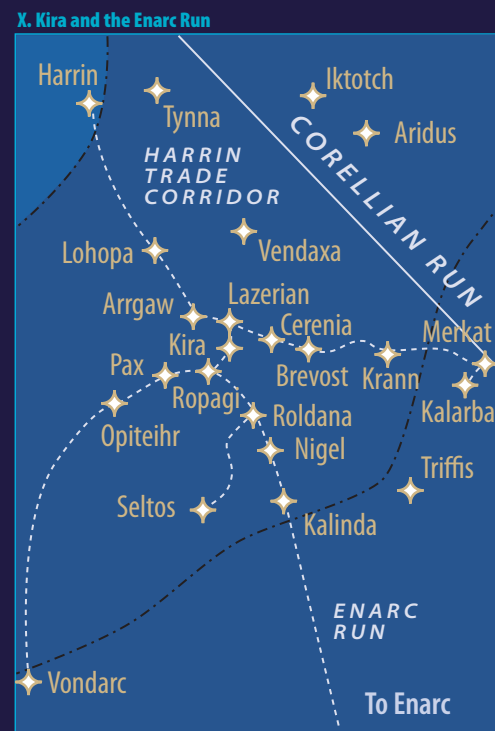 X. Kira and the Enarc Run
Harrin
Tynna
Iktotch
Aridus
HARRIN
TRADE
CORRIDOR
CORELLIAN RUN
Lohopa
Vendaxa
Arrgaw
Lazerian
Cerenia
Merkat
Kira
Pax
Brevost
Krann
Ropagi
Kalarba
Opiteihr
Roldana
Nigel
Triffis
Seltos
Kalinda
ENARC
RUN
Vondarc
To Enarc